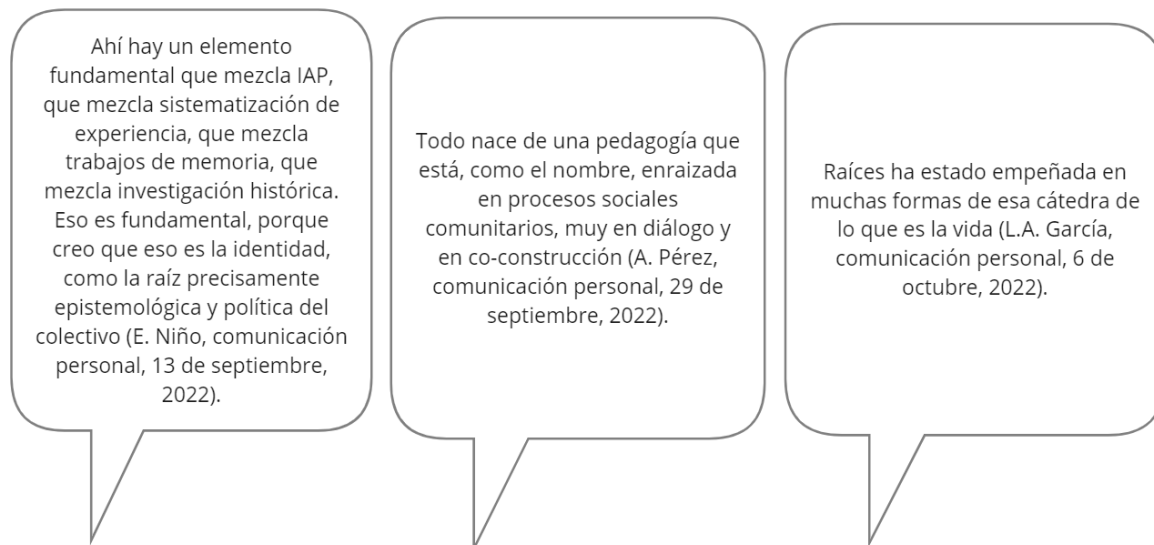 Ahí hay un elemento
fundamental que mezcla IAP,
que mezcla sistematización de
experiencia, que mezcla
trabajos de memoria, que
mezcla investigación histórica.
Eso es fundamental, porque
creo que eso es la identidad,
como la raíz precisamente
epistemológica y política del
colectivo (E. Niño, comunicación
personal, 13 de septiembre,
2022).
Todo nace de una pedagogía que
está, como el nombre, enraizada
en procesos sociales
comunitarios, muy en diálogo y
en co-construcción (A. Pérez,
comunicación personal, 29 de
septiembre, 2022).
Raíces ha estado empeñada en
muchas formas de esa cátedra de
lo que es la vida (L.A. García,
comunicación personal, 6 de
octubre, 2022).